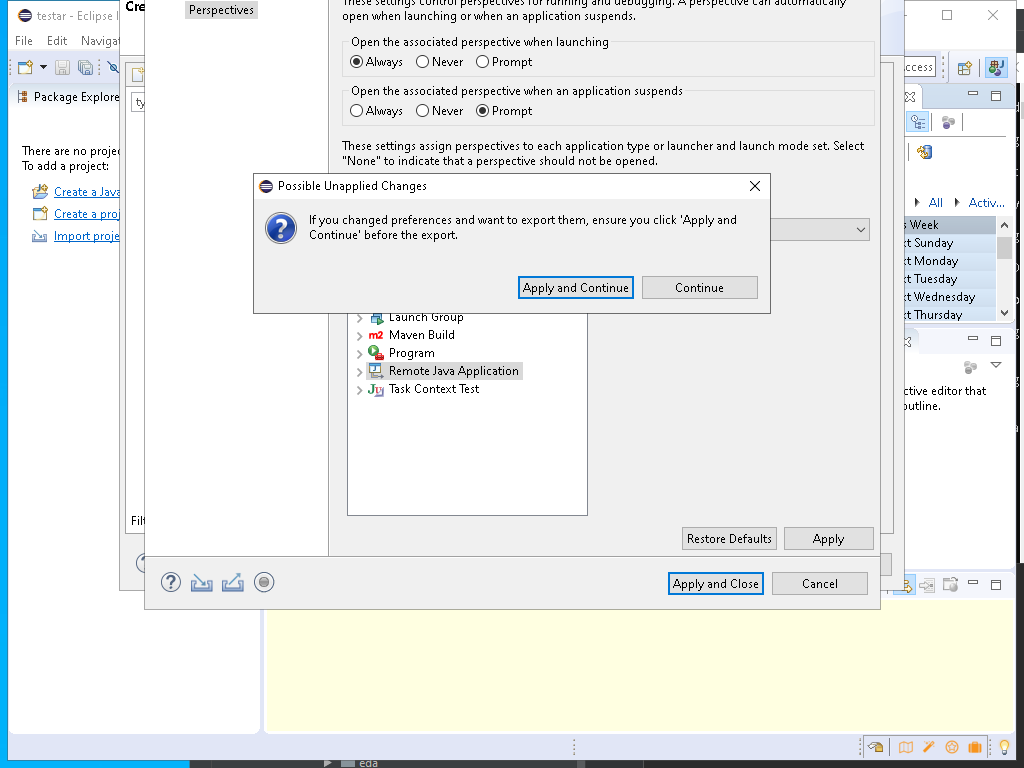 testar - Eclipse I
File Edit Navigat
Package Explore
There are no projec
To add a project:
Create a Java
Create a proj
Import proje
Cre
ty
Filt
Perspectives
These settings control perspectives for running and debugging. A perspective can automatically
open when launching or when an application suspends.
Open the associated perspective when launching
Always Never Prompt
Open the associated perspective when an application suspends
Always Never Prompt
These settings assign perspectives to each application type or launcher and launch mode set. Select
"None" to indicate that a perspective should not be opened.
Possible Unapplied Changes
If you changed preferences and want to export them, ensure you click 'Apply and
Continue' before the export.
Apply and Continue Continue
Launch Group
m2 Maven Build
Program
Remote Java Application
Ju Task Context Test
Restore Defaults Apply
Apply and Close Cancel
ccess
All Activ...
s Week
xt Sunday
xt Monday
xt Tuesday
xt Wednesday
xt Thursday
ctive editor that
outline.
eda